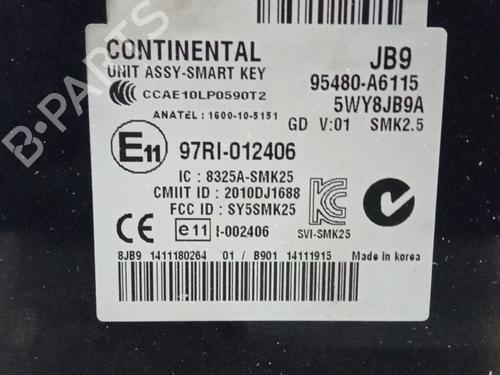 CONTINENTAL JB9
UNIT ASSY-SMART KEY 95480-A6115
CCAE10LP0590T2 5WY8JB9A
ANATEL : 1600-10-5151 GD V:01 SMK2.5
E11 97RI-012406
IC : 8325A-SMK25
CMIIT ID : 2010DJ1688
FCC ID : SY5SMK25
CE e11 I-002406 SVI-SMK25
8JB9 1411180264 01 / B901 14111915 Made in korea
B-PARTS